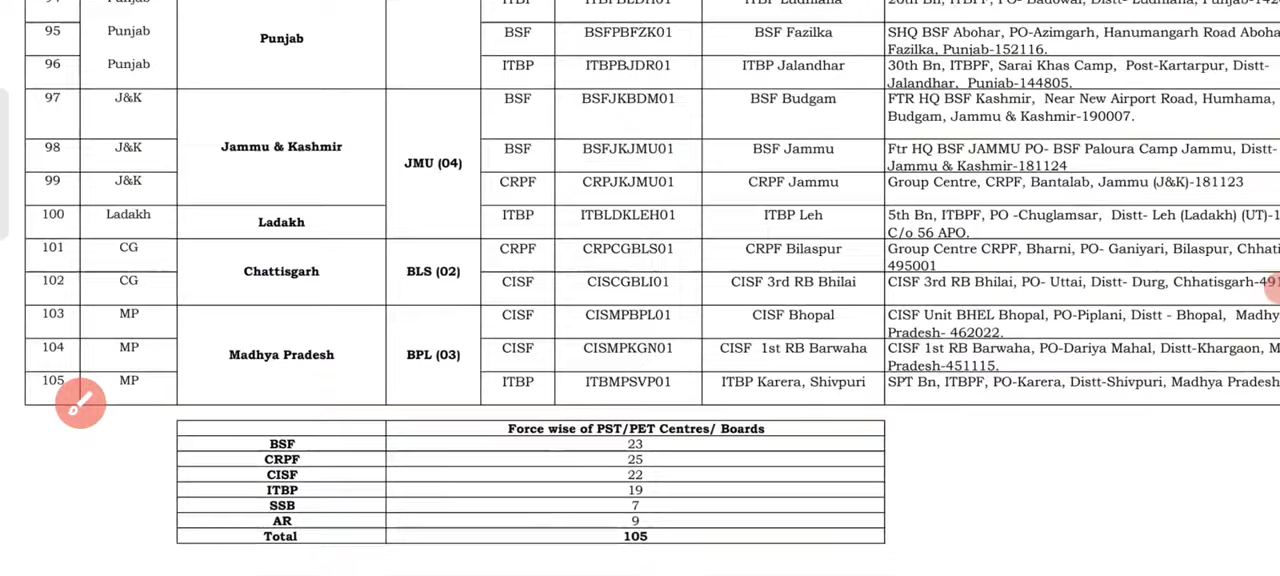 95 Punjab Punjab BSF BSFPBFZK01 BSF Fazilka SHQ BSF Abohar, PO-Azimgarh, Hanumangarh Road Aboha
Fazilka, Punjab-152116.
96 Punjab ITBP ITBPBJDR01 ITBP Jalandhar 30th Bn, ITBPF, Sarai Khas Camp, Post-Kartarpur, Distt-
Jalandhar, Punjab-144805.
97 J&K Jammu & Kashmir JMU (04) BSF BSFJKBDM01 BSF Budgam FTR HQ BSF Kashmir, Near New Airport Road, Humhama,
Budgam, Jammu & Kashmir-190007.
98 J&K BSF BSFJKJMU01 BSF Jammu Ftr HQ BSF JAMMU PO- BSF Paloura Camp Jammu, Distt-
Jammu & Kashmir-181124
99 J&K CRPF CRPJKJMU01 CRPF Jammu Group Centre, CRPF, Bantalab, Jammu (J&K)-181123
100 Ladakh Ladakh ITBP ITBLDKLEH01 ITBP Leh 5th Bn, ITBPF, PO -Chuglamsar, Distt- Leh (Ladakh) (UT)-1
C/o 56 APO.
101 CG Chattisgarh BLS (02) CRPF CRPCGBLS01 CRPF Bilaspur Group Centre CRPF, Bharni, PO- Ganiyari, Bilaspur, Chhati
495001
102 CG CISF CISCGBLI01 CISF 3rd RB Bhilai CISF 3rd RB Bhilai, PO- Uttai, Distt- Durg, Chhatisgarh-491
103 MP Madhya Pradesh BPL (03) CISF CISMPBPL01 CISF Bhopal CISF Unit BHEL Bhopal, PO-Piplani, Distt - Bhopal, Madhy
Pradesh- 462022.
104 MP CISF CISMPKGN01 CISF 1st RB Barwaha CISF 1st RB Barwaha, PO-Dariya Mahal, Distt-Khargaon, M
Pradesh-451115.
105 MP ITBP ITBMPSVP01 ITBP Karera, Shivpuri SPT Bn, ITBPF, PO-Karera, Distt-Shivpuri, Madhya Pradesh
Force wise of PST/PET Centres/ Boards
BSF 23
CRPF 25
CISF 22
ITBP 19
SSB 7
AR 9
Total 105